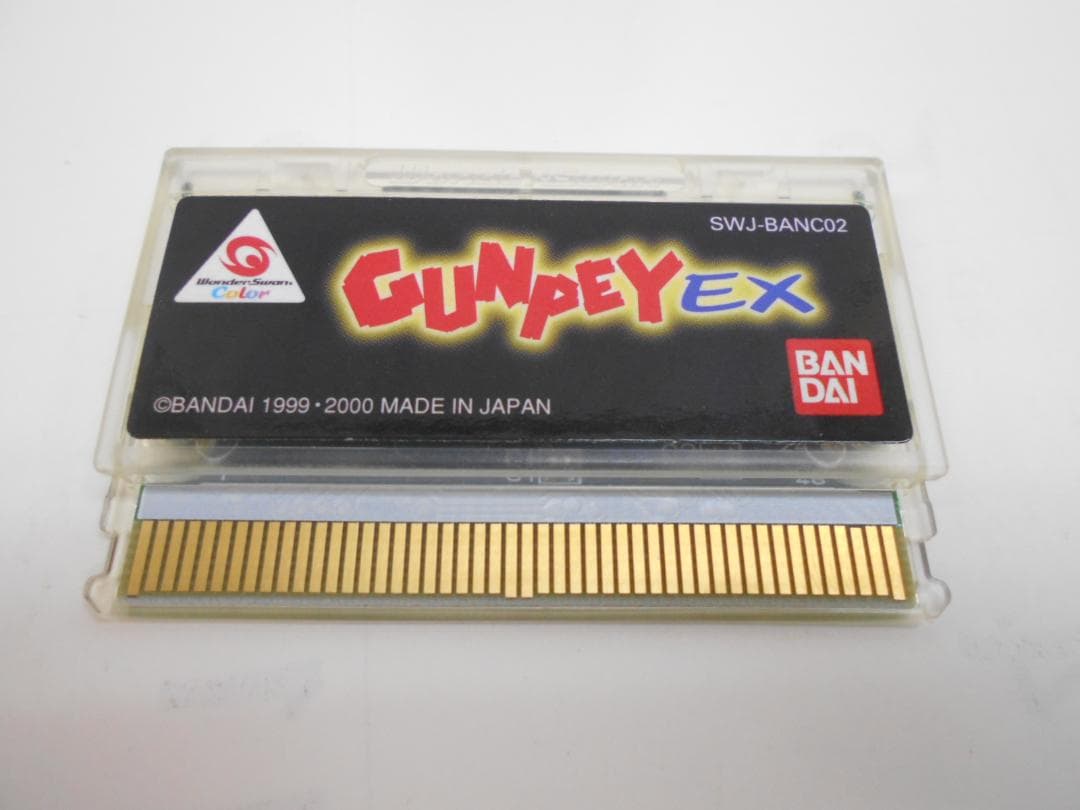 SWJ-BANC02
WonderSwan
Color
GUNPEY EX
BAN
DAI
©BANDAI 1999・2000 MADE IN JAPAN